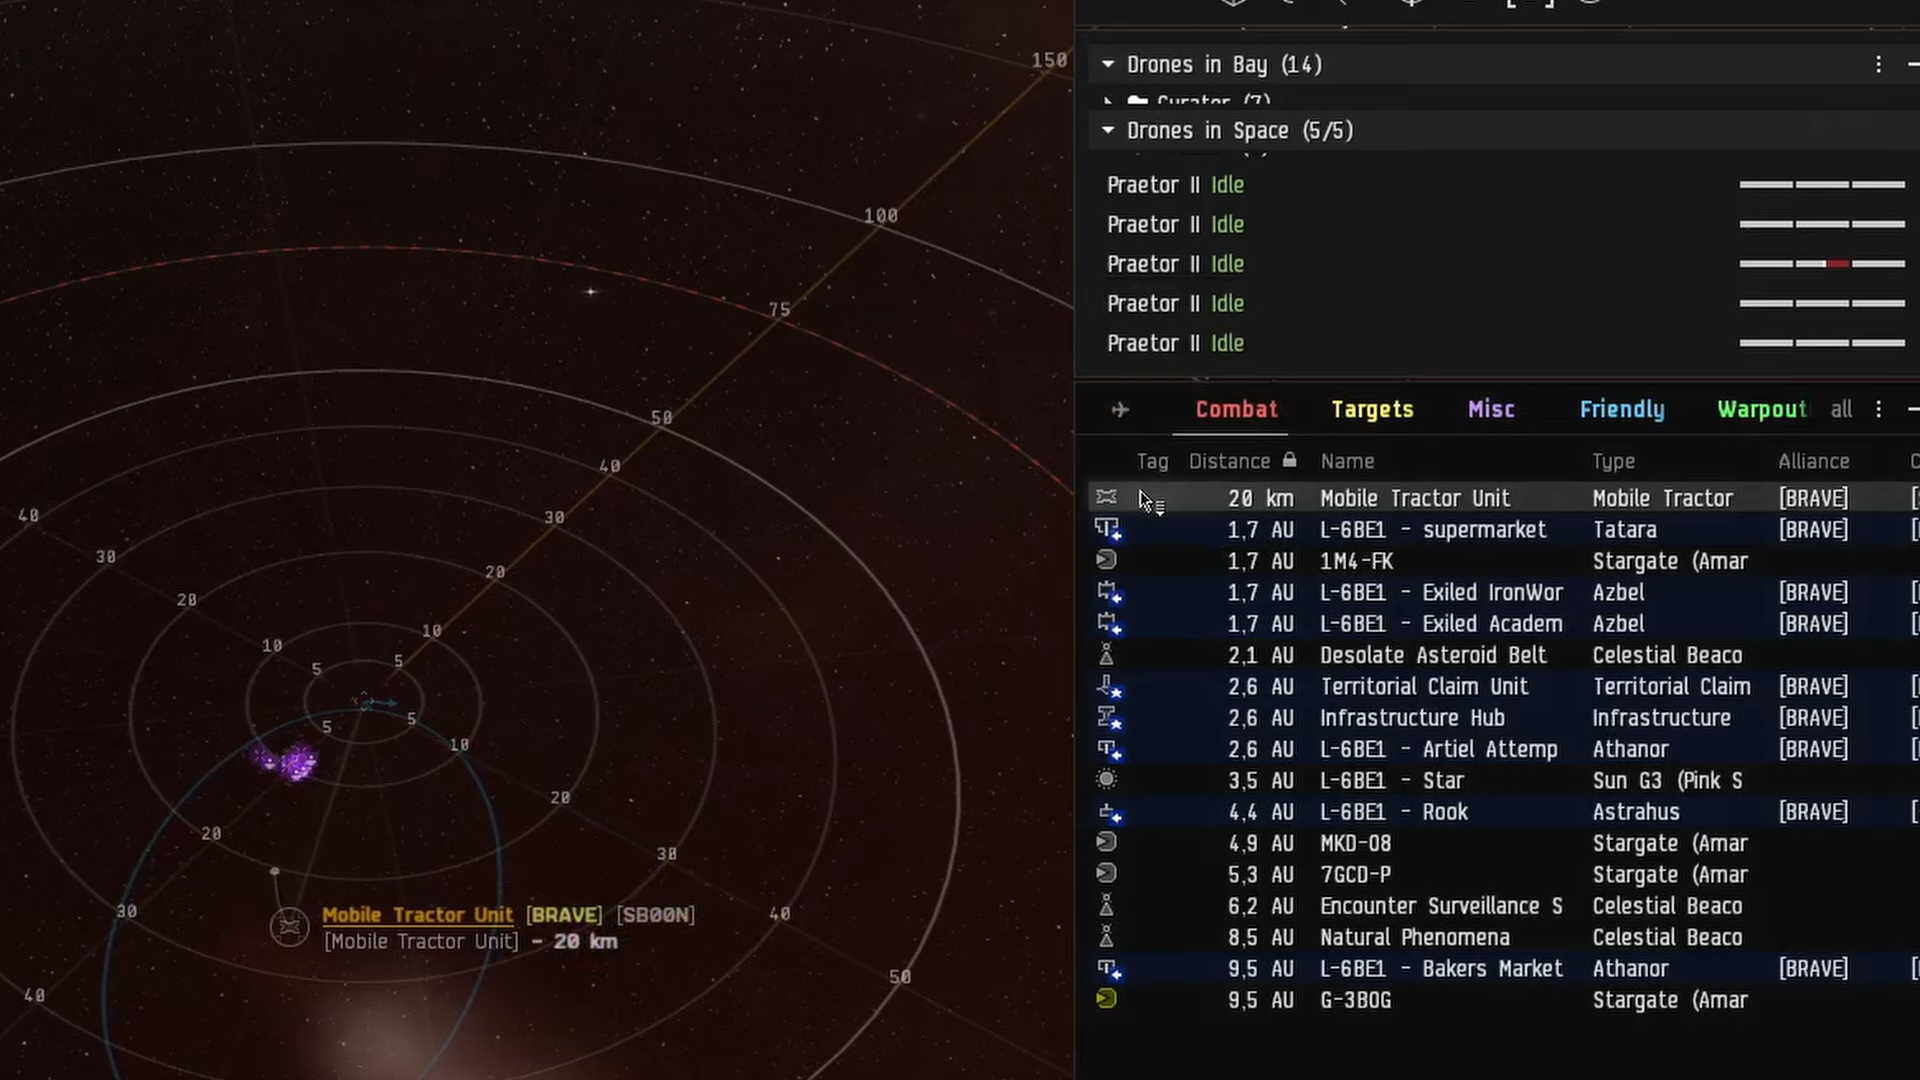 150
100
75
50
40
30
20
10
5
40
30
20
10
5
5
5
10
20
30
40
50
20
30
40
Mobile Tractor Unit [BRAVE] [SB00N]
[Mobile Tractor Unit] - 20 km
Drones in Bay (14)
Curator (7)
Drones in Space (5/5)
Praetor II Idle
Praetor II Idle
Praetor II Idle
Praetor II Idle
Praetor II Idle
Combat Targets Misc Friendly Warpout all
Tag Distance Name Type Alliance
20 km Mobile Tractor Unit Mobile Tractor [BRAVE]
1,7 AU L-6BE1 - supermarket Tatara [BRAVE]
1,7 AU 1M4-FK Stargate (Amar
1,7 AU L-6BE1 - Exiled IronWor Azbel [BRAVE]
1,7 AU L-6BE1 - Exiled Academ Azbel [BRAVE]
2,1 AU Desolate Asteroid Belt Celestial Beaco
2,6 AU Territorial Claim Unit Territorial Claim [BRAVE]
2,6 AU Infrastructure Hub Infrastructure [BRAVE]
2,6 AU L-6BE1 - Artiel Attemp Athanor [BRAVE]
3,5 AU L-6BE1 - Star Sun G3 (Pink S
4,4 AU L-6BE1 - Rook Astrahus [BRAVE]
4,9 AU MKD-O8 Stargate (Amar
5,3 AU 7GCD-P Stargate (Amar
6,2 AU Encounter Surveillance S Celestial Beaco
8,5 AU Natural Phenomena Celestial Beaco
9,5 AU L-6BE1 - Bakers Market Athanor [BRAVE]
9,5 AU G-3BOG Stargate (Amar